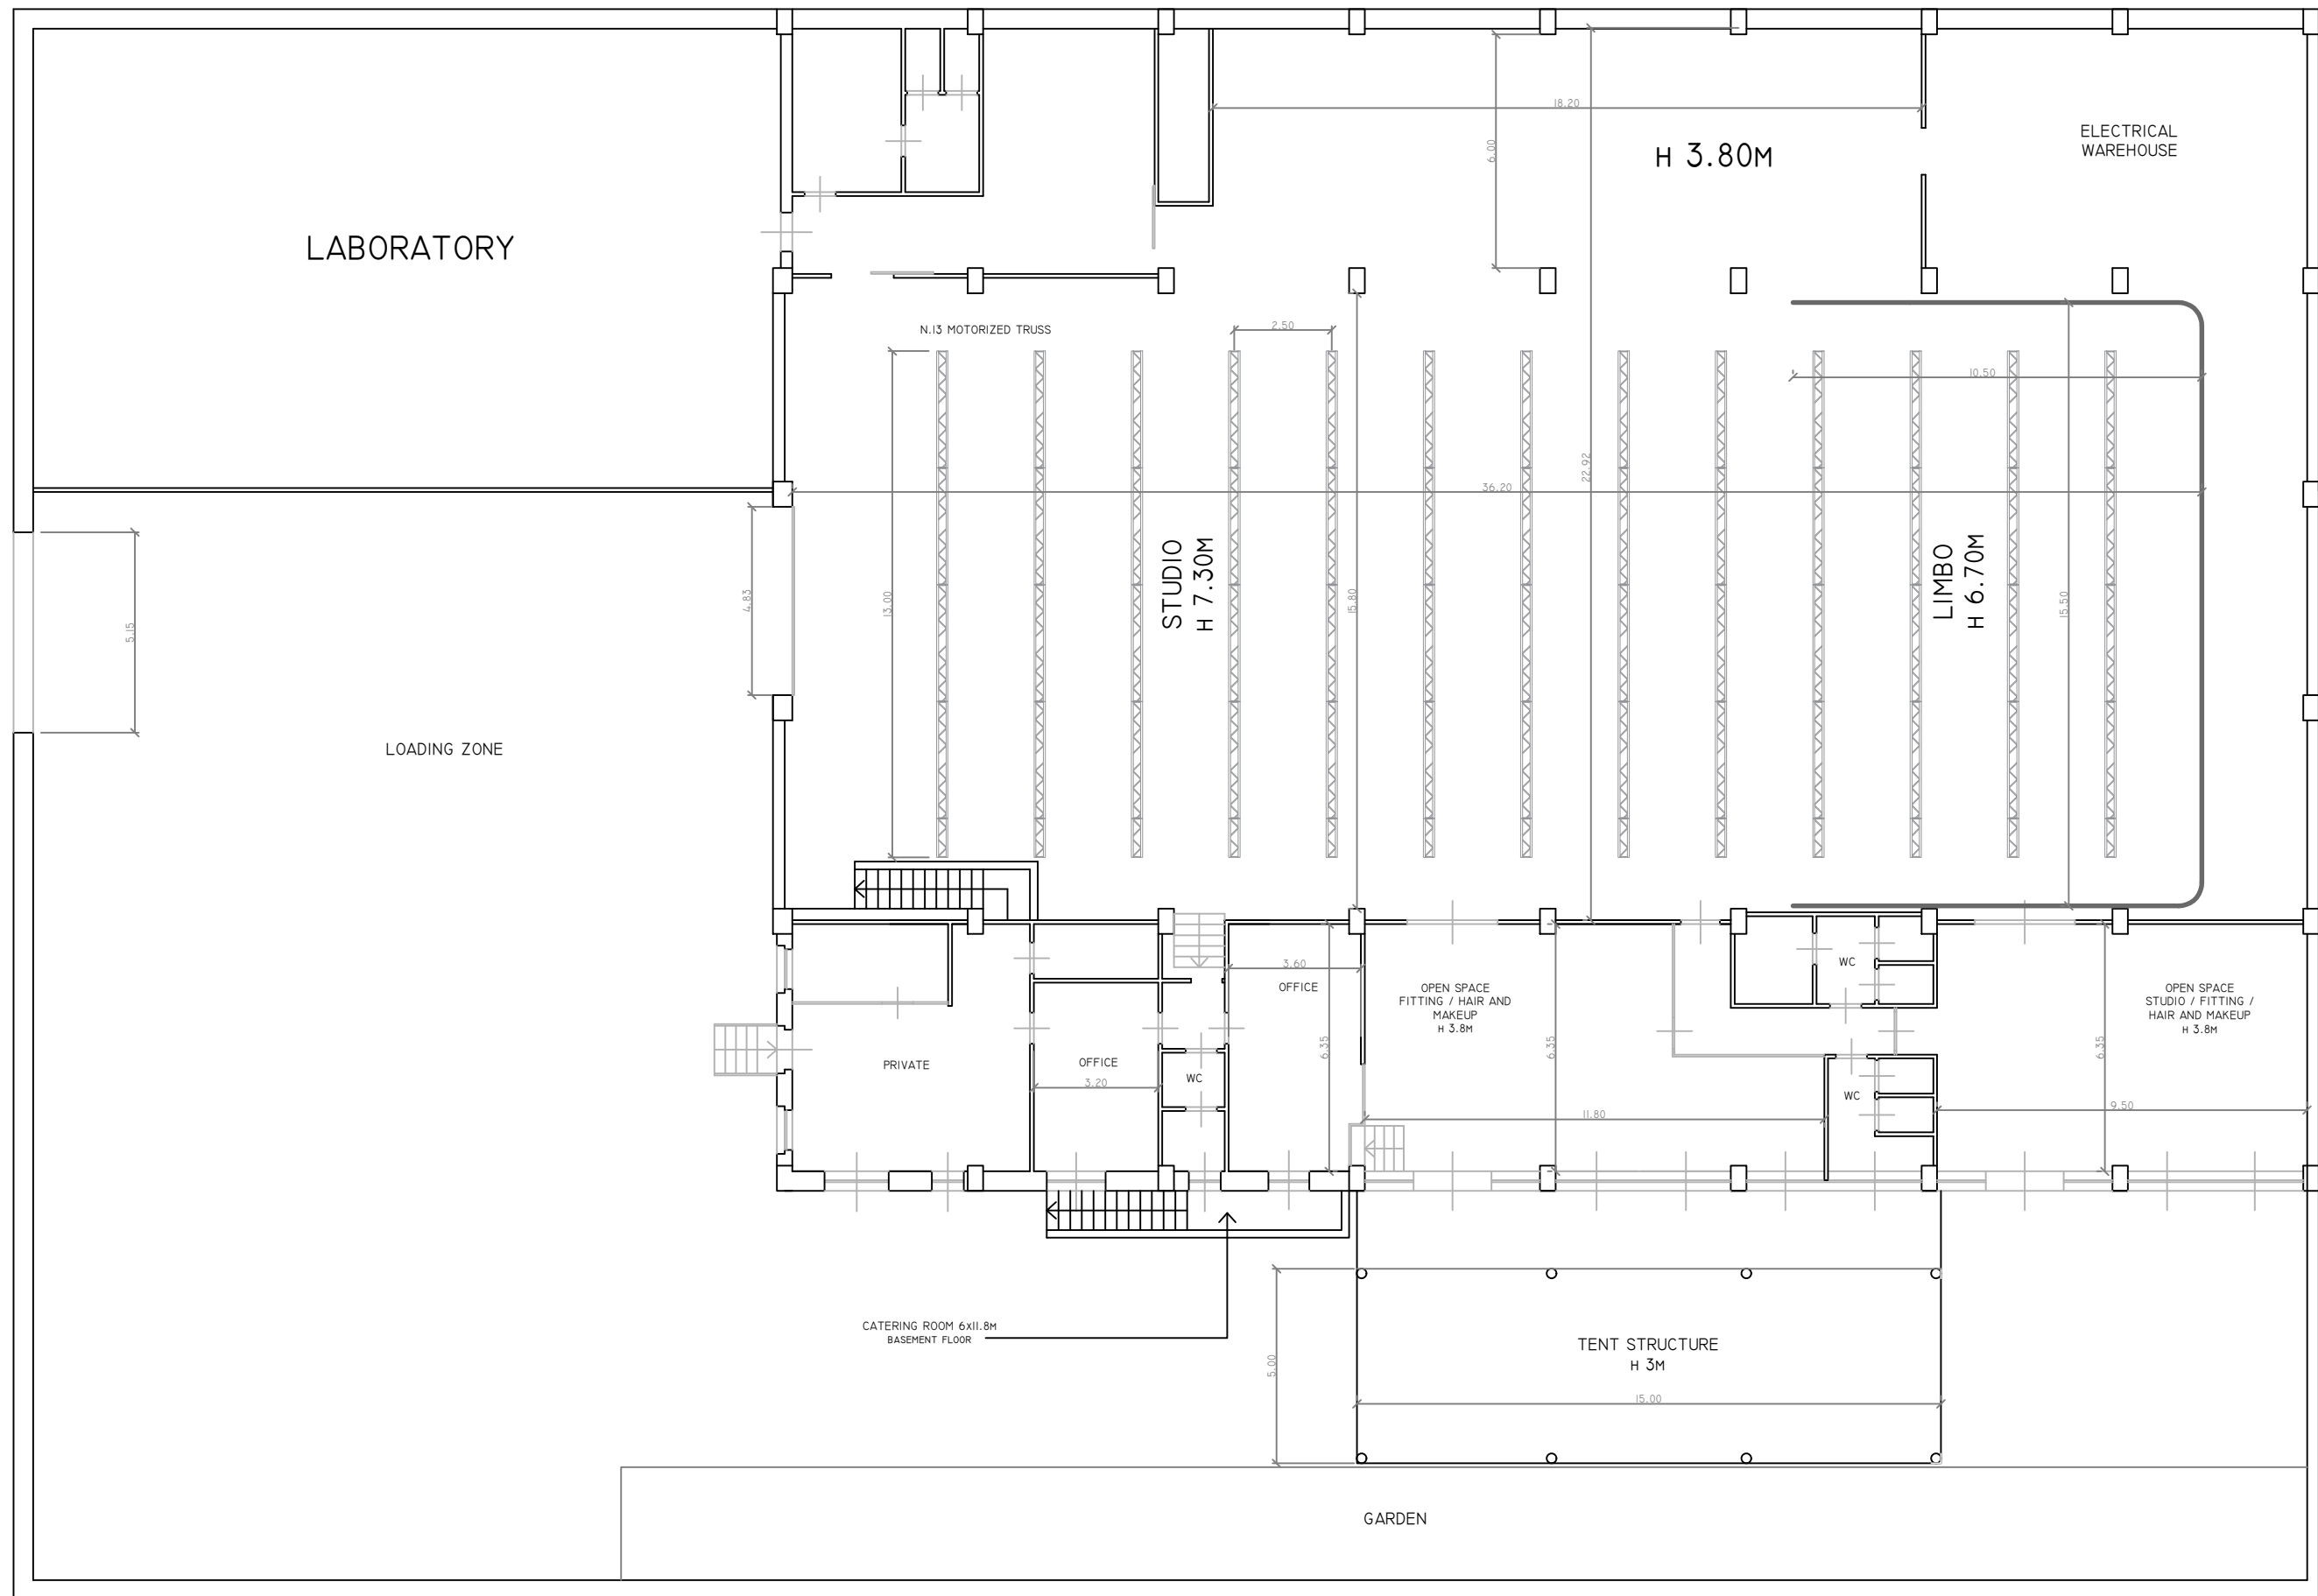 18.20
6.00
H 3.80M
ELECTRICAL
WAREHOUSE
LABORATORY
N.13 MOTORIZED TRUSS
2.50
10.50
22.92
36.20
STUDIO
H 7.30M
LIMBO
H 6.70M
4.83
13.00
15.80
15.50
5.15
LOADING ZONE
3.60
OFFICE
WC
OPEN SPACE
FITTING / HAIR AND
MAKEUP
H 3.8M
OPEN SPACE
STUDIO / FITTING /
HAIR AND MAKEUP
H 3.8M
6.35
6.35
6.35
PRIVATE
OFFICE
3.20
WC
WC
11.80
9.50
CATERING ROOM 6x11.8M
BASEMENT FLOOR
TENT STRUCTURE
H 3M
5.00
15.00
GARDEN